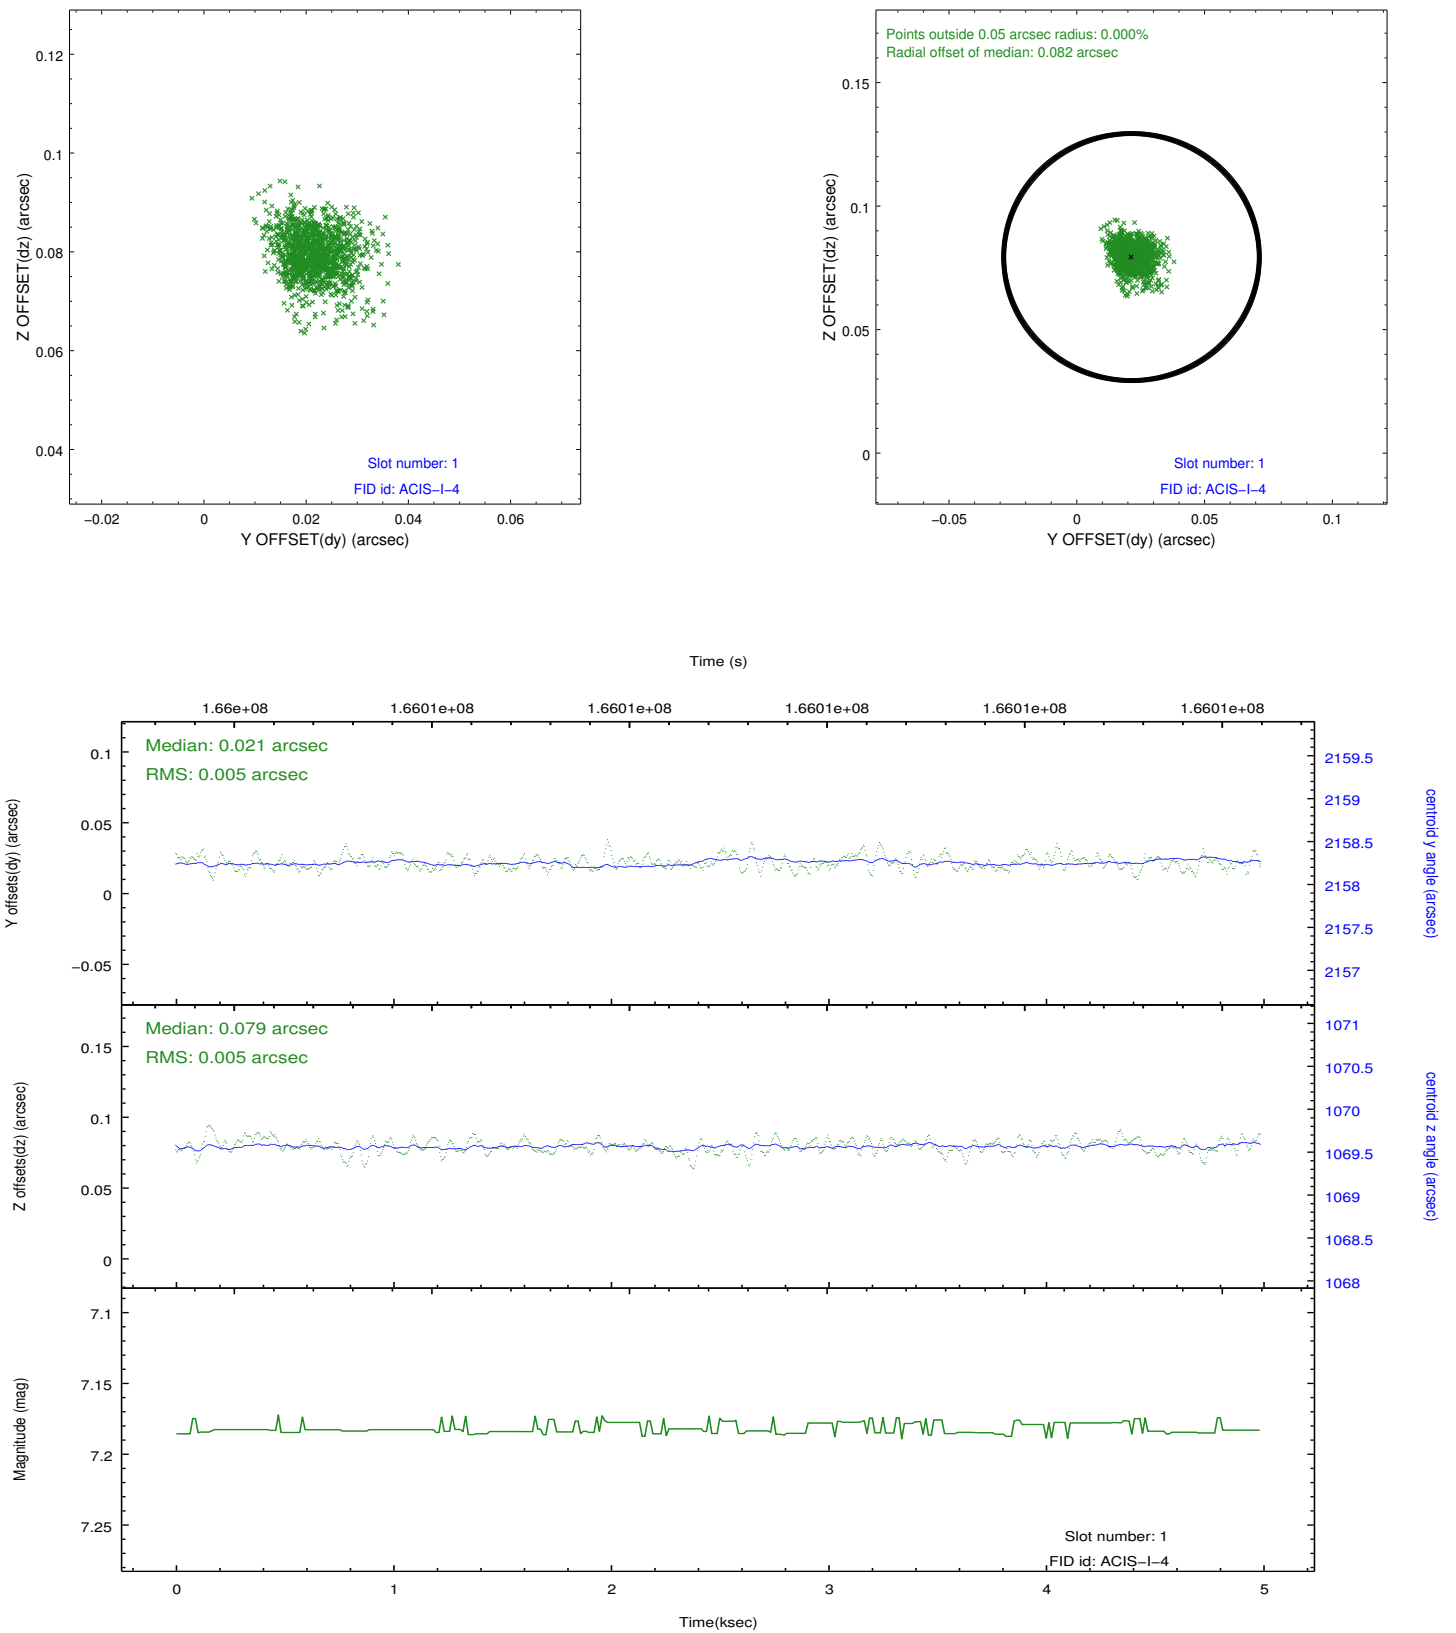 0.12
0.1
0.08
0.06
0.04
Z OFFSET(dz) (arcsec)
Slot number: 1
FID id: ACIS−I−4
−0.02 0 0.02 0.04 0.06
Y OFFSET(dy) (arcsec)
Points outside 0.05 arcsec radius: 0.000%
Radial offset of median: 0.082 arcsec
0.15
0.1
0.05
0
Z OFFSET(dz) (arcsec)
Slot number: 1
FID id: ACIS−I−4
−0.05 0 0.05 0.1
Y OFFSET(dy) (arcsec)
Time (s)
1.66e+08 1.6601e+08 1.6601e+08 1.6601e+08 1.6601e+08 1.6601e+08
Median: 0.021 arcsec
RMS: 0.005 arcsec
0.1
0.05
0
−0.05
Y offsets(dy) (arcsec)
2159.5
2159
2158.5
2158
2157.5
2157
centroid y angle (arcsec)
Median: 0.079 arcsec
RMS: 0.005 arcsec
0.15
0.1
0.05
0
Z offsets(dz) (arcsec)
1071
1070.5
1070
1069.5
1069
1068.5
1068
centroid z angle (arcsec)
7.1
7.15
7.2
7.25
Magnitude (mag)
Slot number: 1
FID id: ACIS−I−4
0 1 2 3 4 5
Time(ksec)